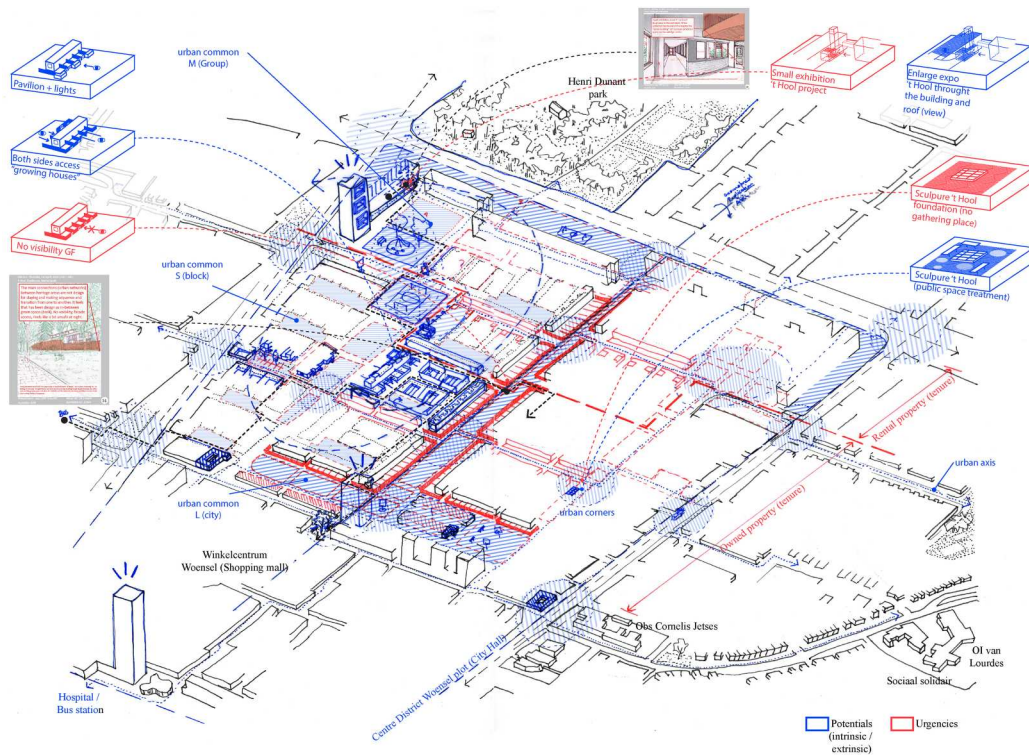 Pavilion + lights
Both sides access
"growing houses"
No visibility GF
urban common
M (Group)
Henri Dunant
park
Small exhibition
't Hool project
Enlarge expo
't Hool throught
the building and
roof (view)
Sculpure 't Hool
foundation (no
gathering place)
Sculpure 't Hool
(public space treatment)
urban common
S (block)
urban common
L (city)
Rental property (tenure)
Owned property (tenure)
urban axis
urban corners
Winkelcentrum
Woensel (Shopping mall)
Hospital /
Bus station
Centre District Woensel plot (City Hall)
Obs Cornelis Jetses
OI van
Lourdes
Sociaal solidair
Potentials
(intrinsic /
extrinsic)
Urgencies